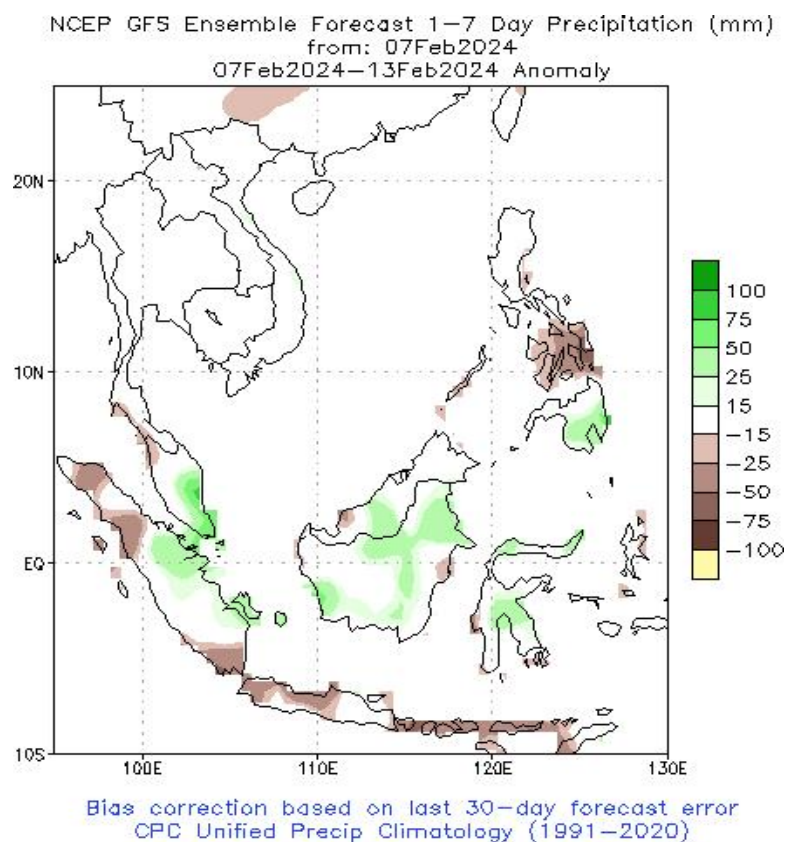 NCEP GFS Ensemble Forecast 1–7 Day Precipitation (mm)
from: 07Feb2024
07Feb2024–13Feb2024 Anomaly
20N
10N
EQ
10S
100E
110E
120E
130E
100
75
50
25
15
–15
–25
–50
–75
–100
Bias correction based on last 30–day forecast error
CPC Unified Precip Climatology (1991–2020)